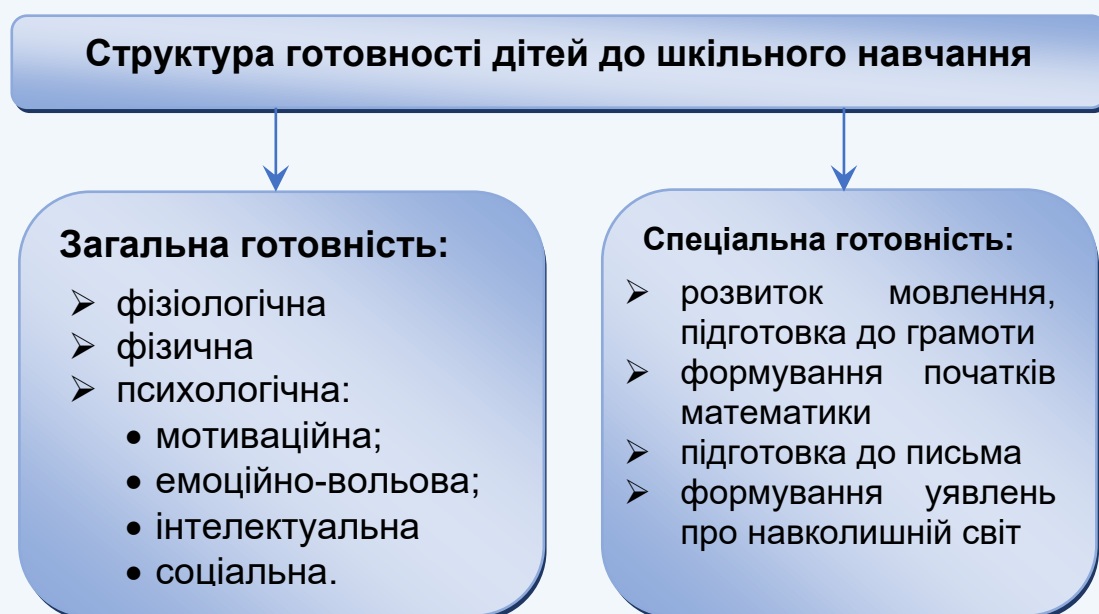 Структура готовності дітей до шкільного навчання
Загальна готовність:
➢ фізіологічна
➢ фізична
➢ психологічна:
• мотиваційна;
• емоційно-вольова;
• інтелектуальна
• соціальна.
Спеціальна готовність:
➢ розвиток мовлення,
підготовка до грамоти
➢ формування початків
математики
➢ підготовка до письма
➢ формування уявлень
про навколишній світ